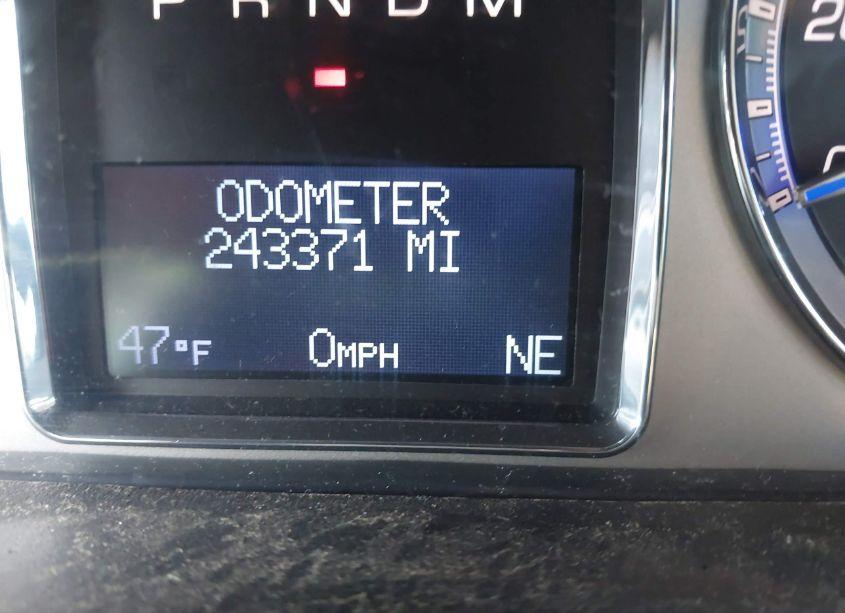 P R N D M
ODOMETER
243371 MI
47°F 0MPH NE